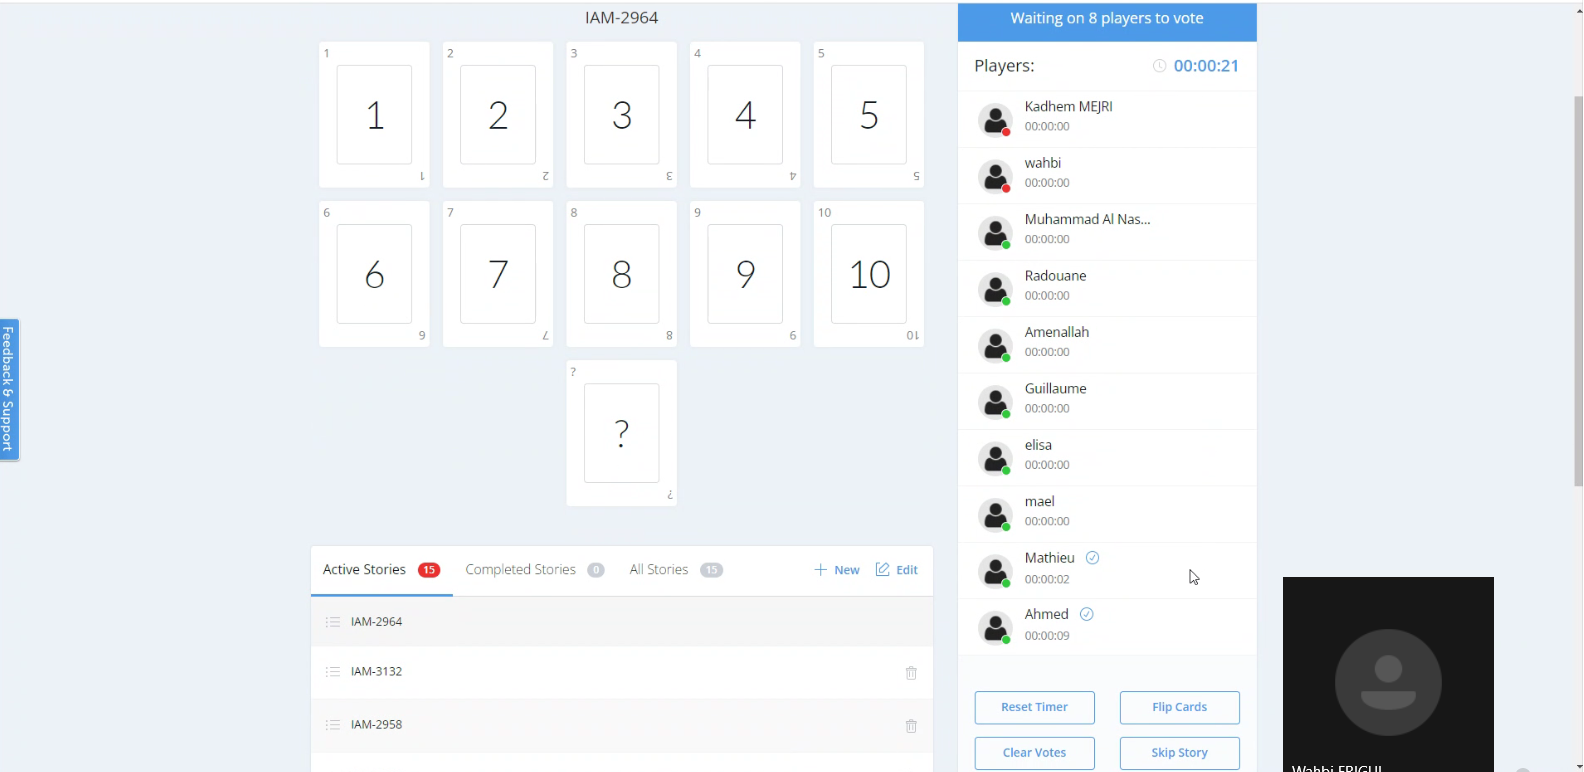 IAM-2964
1
1
1
2
2
2
3
3
3
4
4
4
5
5
5
6
6
6
7
7
7
8
8
8
9
9
9
10
10
10
?
?
?
Feedback & Support
Active Stories 15 Completed Stories 0 All Stories 15 + New Edit
IAM-2964
IAM-3132
IAM-2958
Waiting on 8 players to vote
Players: 00:00:21
Kadhem MEJRI
00:00:00
wahbi
00:00:00
Muhammad Al Nas...
00:00:00
Radouane
00:00:00
Amenallah
00:00:00
Guillaume
00:00:00
elisa
00:00:00
mael
00:00:00
Mathieu
00:00:02
Ahmed
00:00:09
Reset Timer Flip Cards
Clear Votes Skip Story
Wahbi